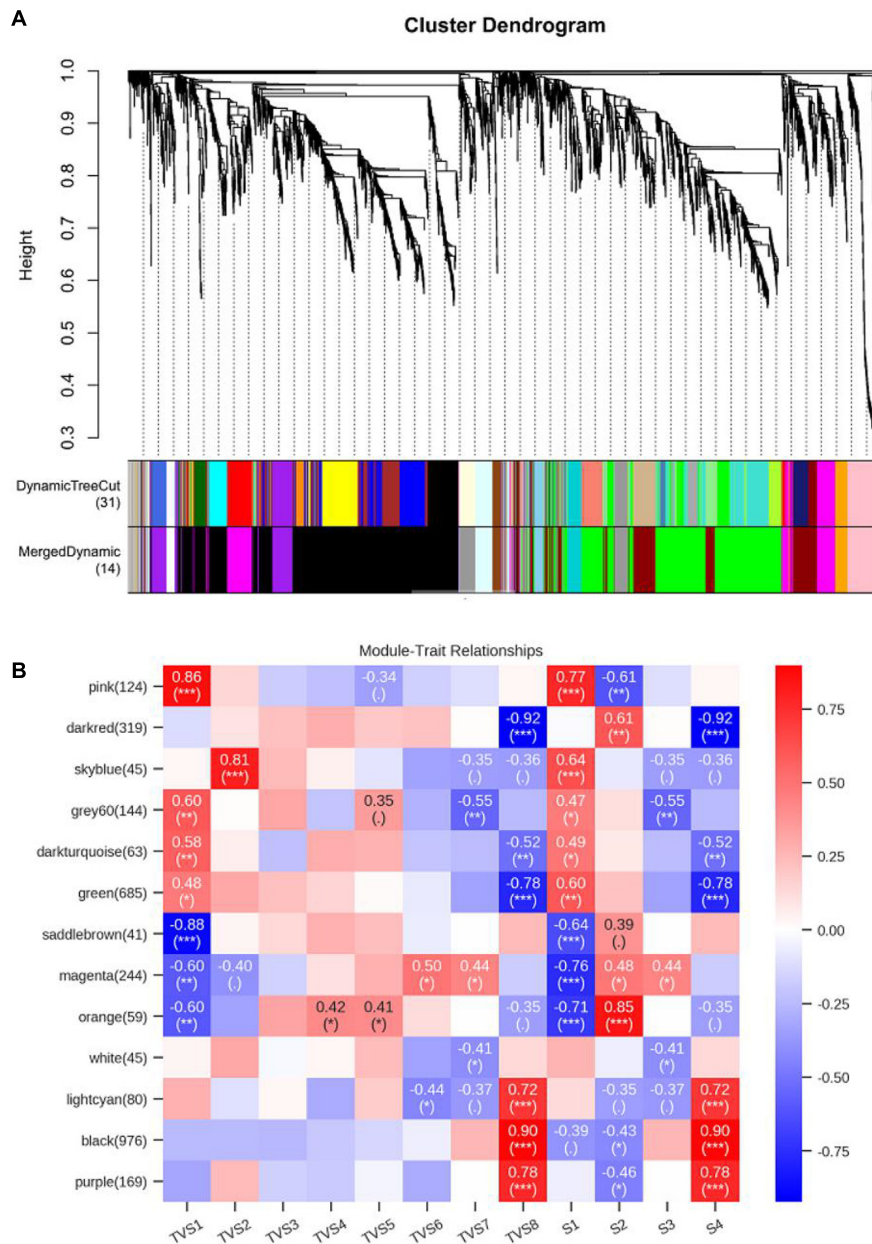 A
Cluster Dendrogram
Height
1.0
0.9
0.8
0.7
0.6
0.5
0.4
0.3
DynamicTreeCut
(31)
MergedDynamic
(14)
B
Module-Trait Relationships
pink(124) 0.86 -0.34 0.77 -0.61
(***) (.) (***) (**)
darkred(319) -0.92 0.61 -0.92
(***) (**) (***)
skyblue(45) 0.81 -0.35 -0.36 0.64 -0.35 -0.36
(***) (.) (.) (***) (.) (.)
grey60(144) 0.60 0.35 -0.55 0.47 -0.55
(**) (.) (**) (*) (**)
darkturquoise(63) 0.58 -0.52 0.49 -0.52
(**) (**) (*) (**)
green(685) 0.48 -0.78 0.60 -0.78
(*) (***) (**) (***)
saddlebrown(41) -0.88 -0.64 0.39
(***) (***) (.)
magenta(244) -0.60 -0.40 0.50 0.44 -0.76 0.48 0.44
(**) (.) (*) (*) (***) (*) (*)
orange(59) -0.60 0.42 0.41 -0.35 -0.71 0.85 -0.35
(**) (*) (*) (.) (***) (***) (.)
white(45) -0.41 -0.41
(*) (*)
lightcyan(80) -0.44 -0.37 0.72 -0.35 -0.37 0.72
(*) (.) (***) (.) (.) (***)
black(976) 0.90 -0.39 -0.43 0.90
(***) (.) (*) (***)
purple(169) 0.78 -0.46 0.78
(***) (*) (***)
TVS1 TVS2 TVS3 TVS4 TVS5 TVS6 TVS7 TVS8 S1 S2 S3 S4
0.75
0.50
0.25
0.00
-0.25
-0.50
-0.75